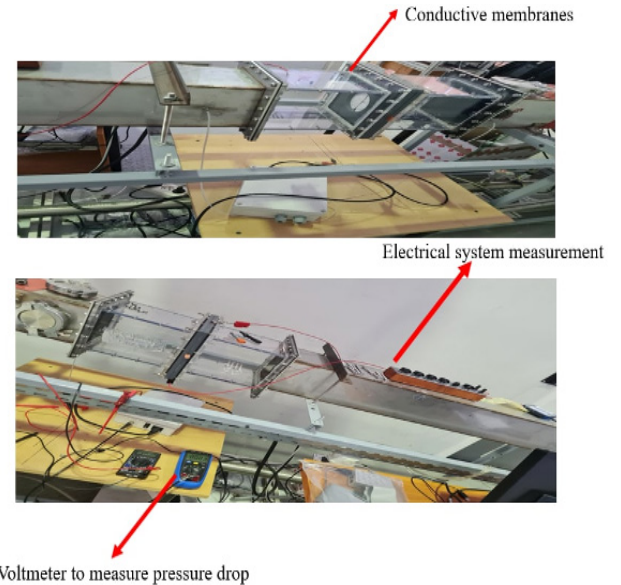 Conductive membranes
Electrical system measurement
Voltmeter to measure pressure drop